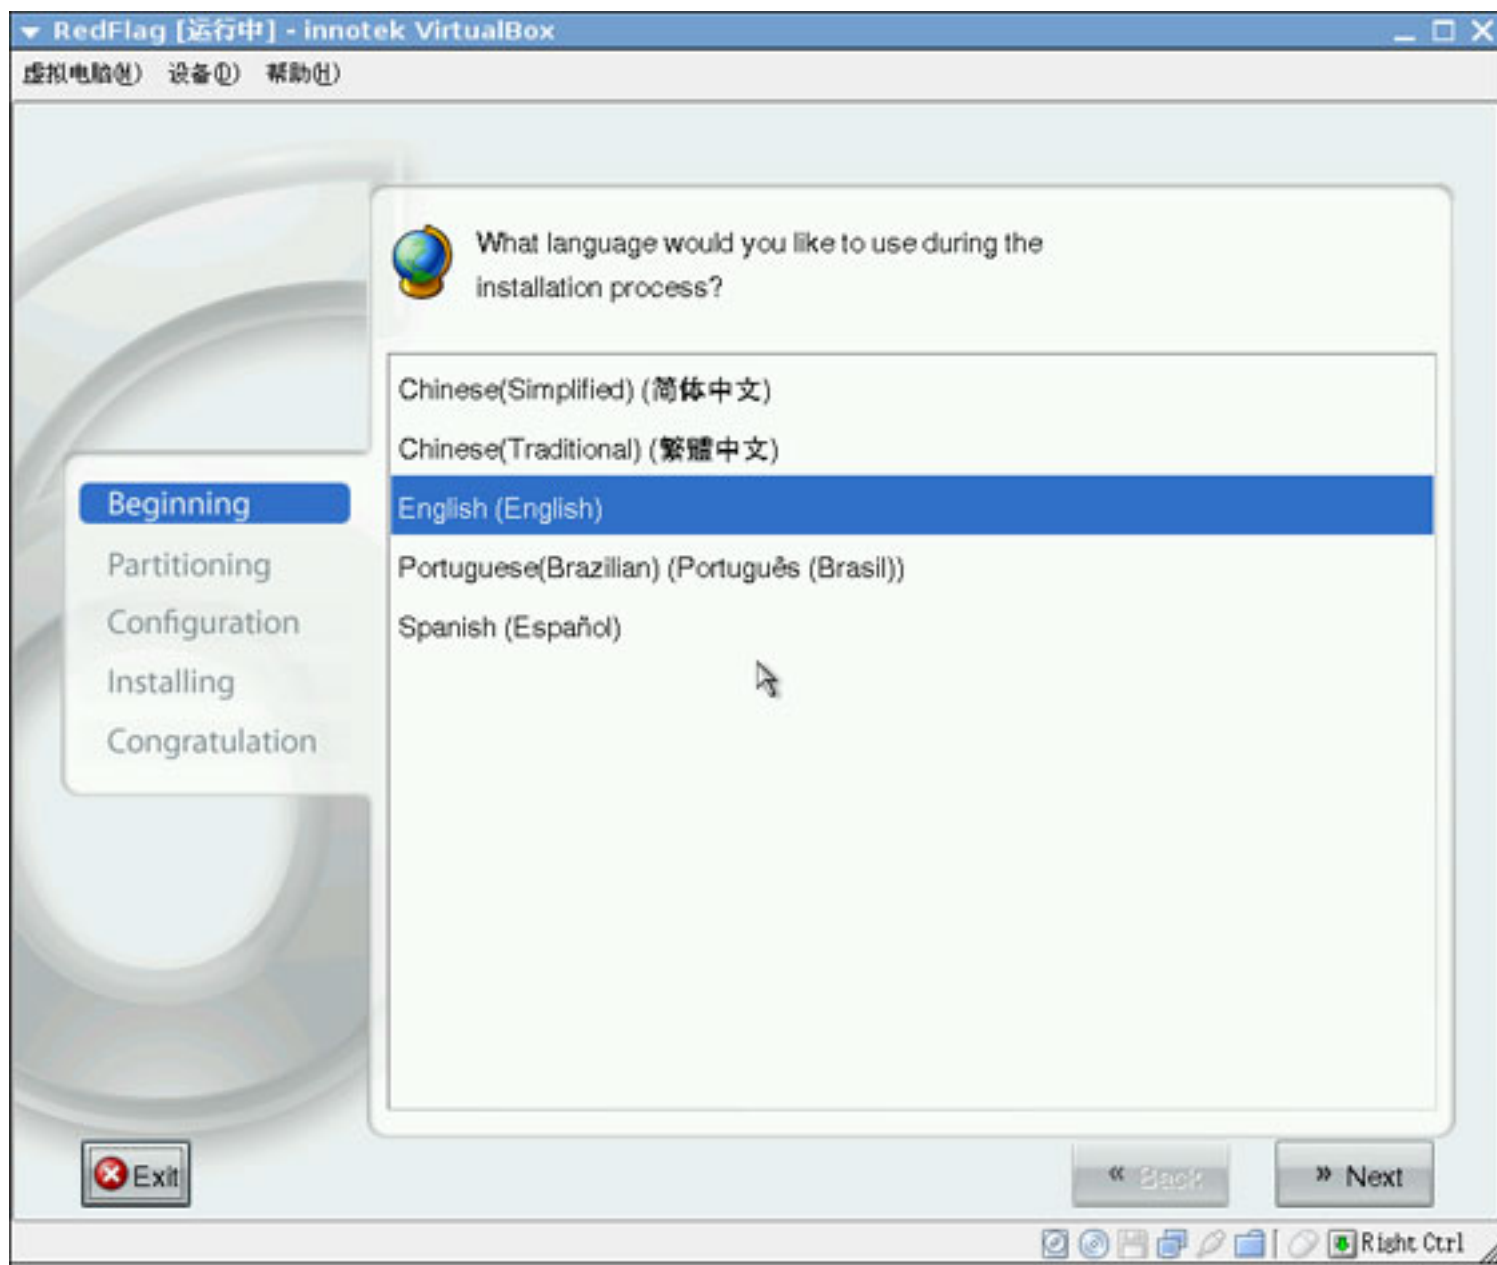 RedFlag [运行中] - innotek VirtualBox
虚拟电脑(M) 设备(D) 帮助(H)
What language would you like to use during the
installation process?
Chinese(Simplified) (简体中文)
Chinese(Traditional) (繁體中文)
English (English)
Portuguese(Brazilian) (Português (Brasil))
Spanish (Español)
Beginning
Partitioning
Configuration
Installing
Congratulation
Exit
« Back
» Next
Right Ctrl